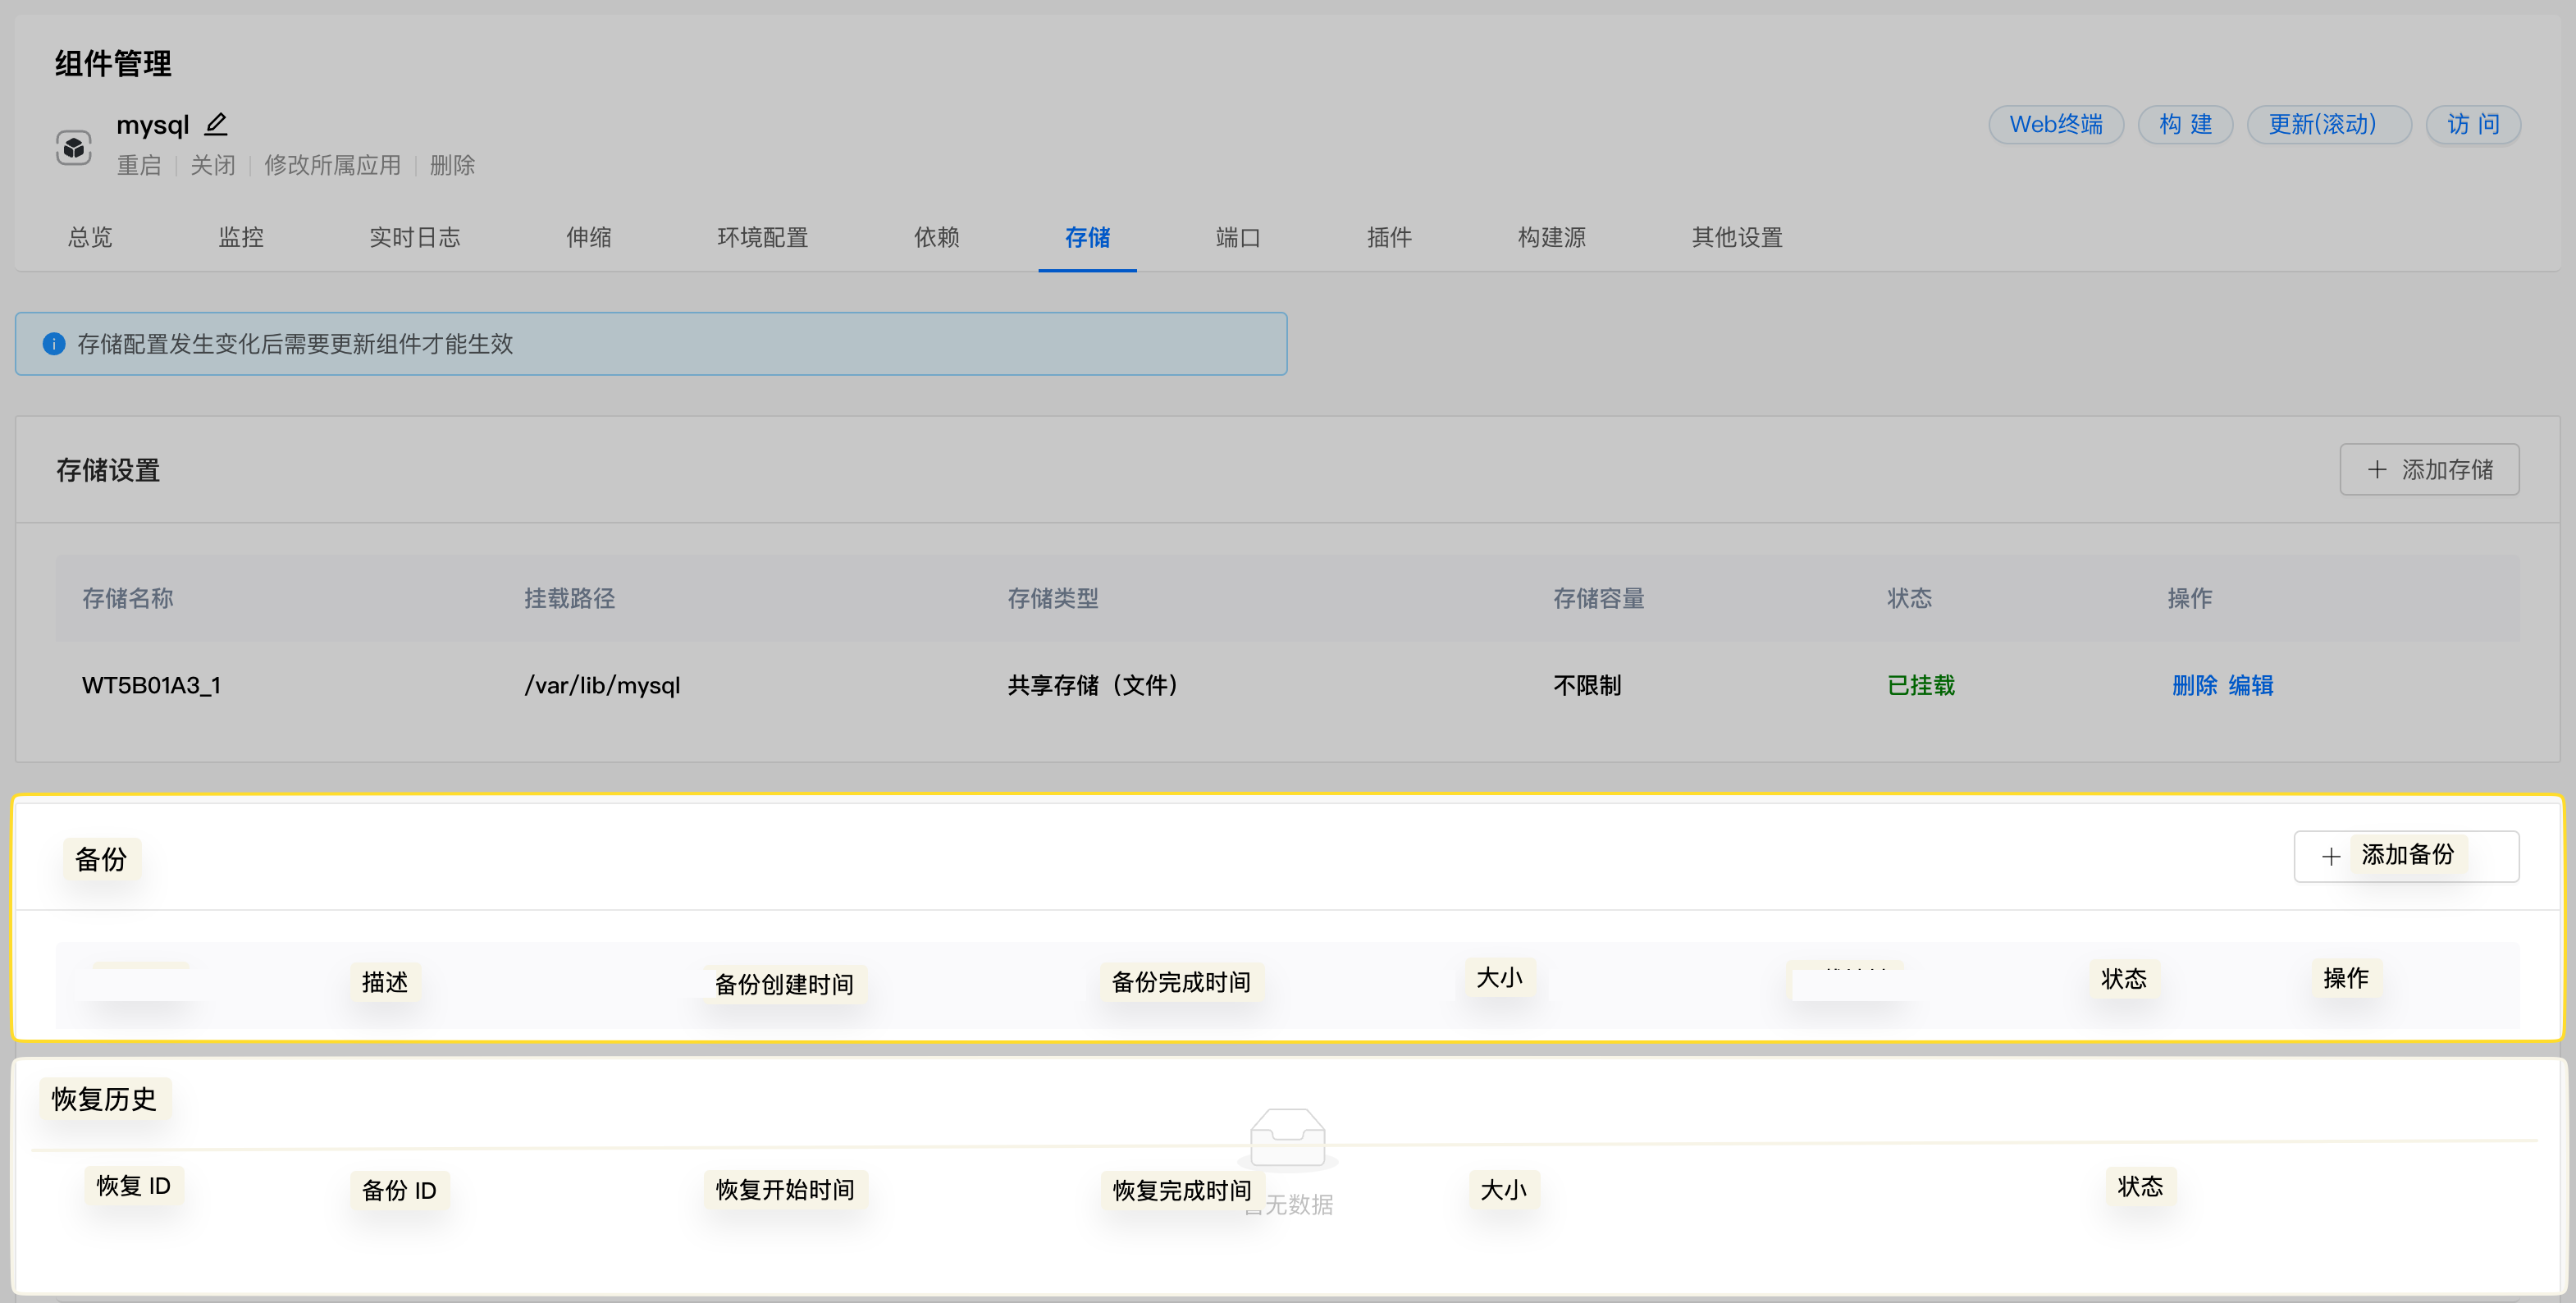 组件管理
mysql
重启 关闭 修改所属应用 删除
Web终端 构 建 更新(滚动) 访 问
总览 监控 实时日志 伸缩 环境配置 依赖 存储 端口 插件 构建源 其他设置
存储配置发生变化后需要更新组件才能生效
存储设置
+ 添加存储
存储名称 挂载路径 存储类型 存储容量 状态 操作
WT5B01A3_1 /var/lib/mysql 共享存储（文件） 不限制 已挂载 删除 编辑
备份
+ 添加备份
描述 备份创建时间 备份完成时间 大小 状态 操作
恢复历史
恢复 ID 备份 ID 恢复开始时间 恢复完成时间 大小 状态
无数据